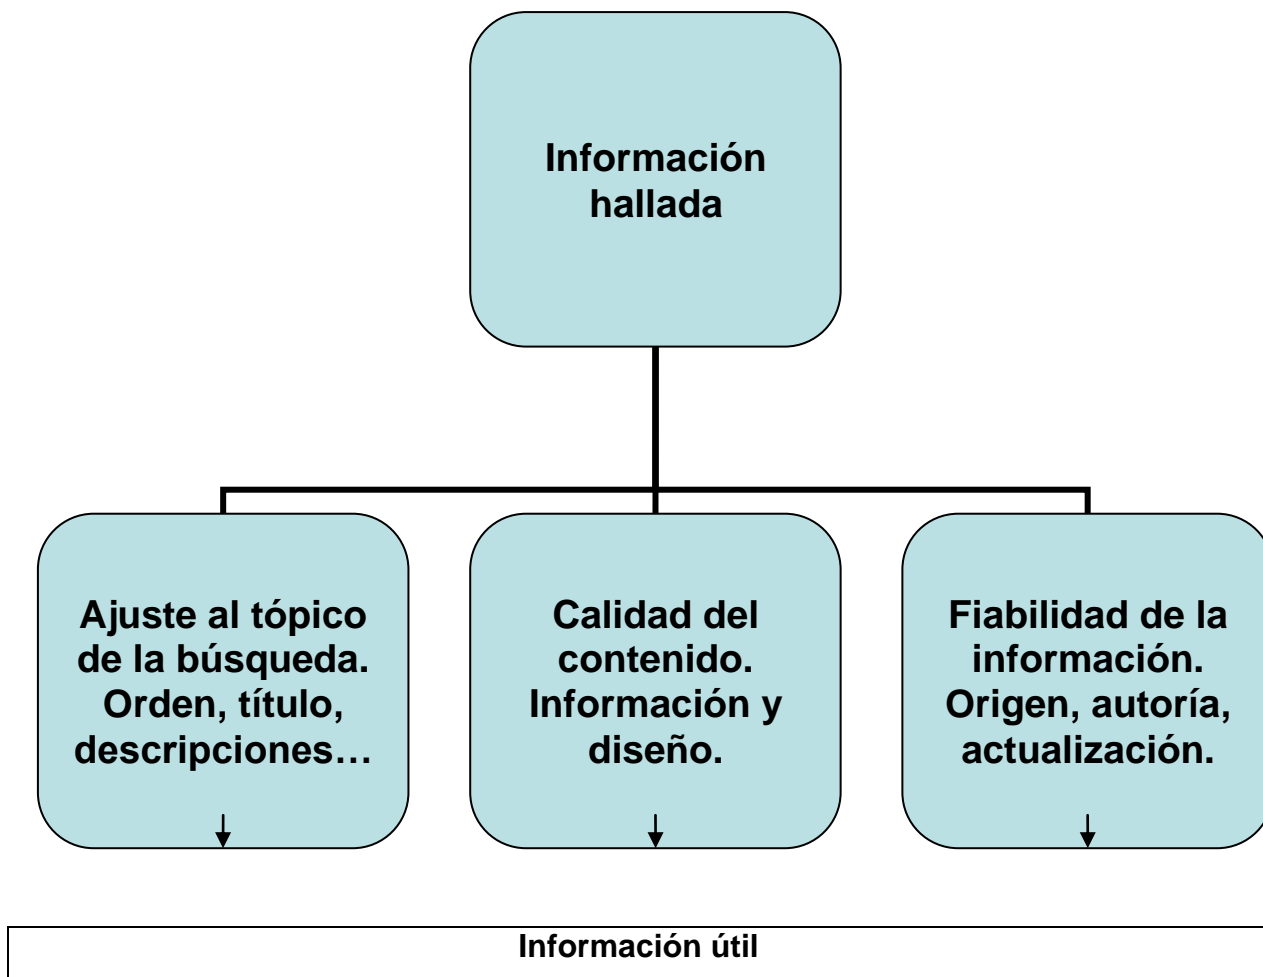 Información
hallada
Ajuste al tópico
de la búsqueda.
Orden, título,
descripciones…
Calidad del
contenido.
Información y
diseño.
Fiabilidad de la
información.
Origen, autoría,
actualización.
Información útil